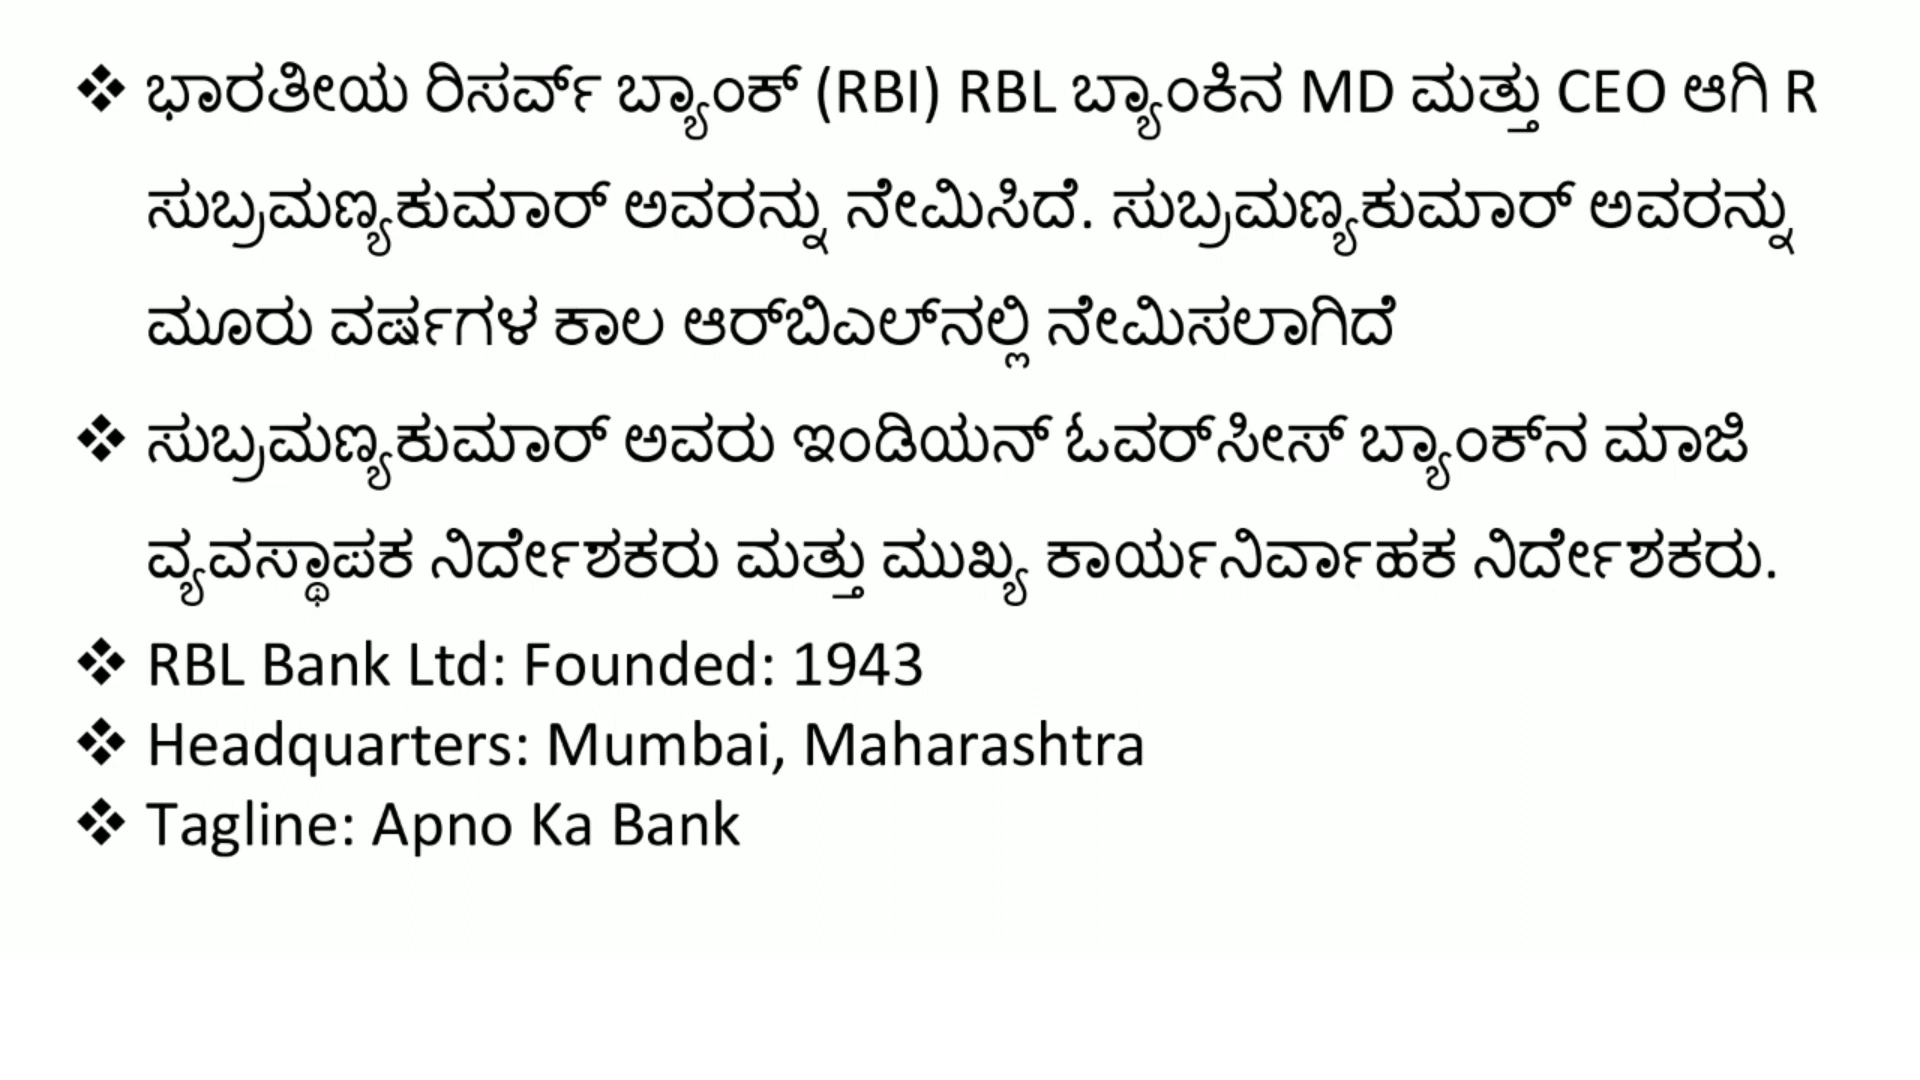 ❖ ಭಾರತೀಯ ರಿಸರ್ವ್ ಬ್ಯಾಂಕ್ (RBI) RBL ಬ್ಯಾಂಕಿನ MD ಮತ್ತು CEO ಆಗಿ R
ಸುಬ್ರಮಣ್ಯಕುಮಾರ್ ಅವರನ್ನು ನೇಮಿಸಿದೆ. ಸುಬ್ರಮಣ್ಯಕುಮಾರ್ ಅವರನ್ನು
ಮೂರು ವರ್ಷಗಳ ಕಾಲ ಆರ್‌ಬಿಎಲ್‌ನಲ್ಲಿ ನೇಮಿಸಲಾಗಿದೆ
❖ ಸುಬ್ರಮಣ್ಯಕುಮಾರ್ ಅವರು ಇಂಡಿಯನ್ ಓವರ್‌ಸೀಸ್ ಬ್ಯಾಂಕ್‌ನ ಮಾಜಿ
ವ್ಯವಸ್ಥಾಪಕ ನಿರ್ದೇಶಕರು ಮತ್ತು ಮುಖ್ಯ ಕಾರ್ಯನಿರ್ವಾಹಕ ನಿರ್ದೇಶಕರು.
❖ RBL Bank Ltd: Founded: 1943
❖ Headquarters: Mumbai, Maharashtra
❖ Tagline: Apno Ka Bank